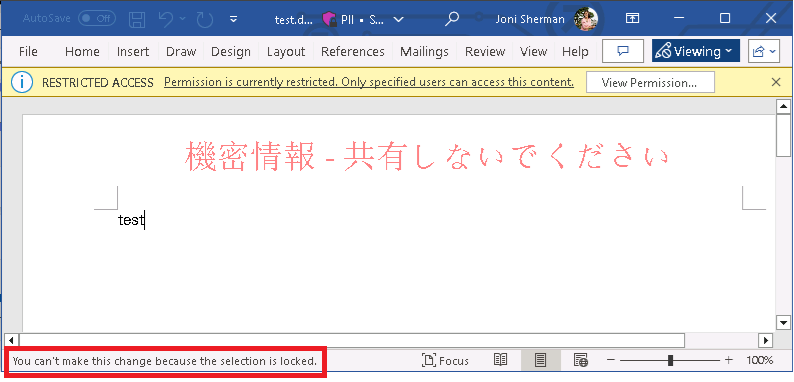 AutoSave Off test.d... PII • S... Joni Sherman
File Home Insert Draw Design Layout References Mailings Review View Help Viewing
RESTRICTED ACCESS Permission is currently restricted. Only specified users can access this content. View Permission...
機密情報 - 共有しないでください
test
You can't make this change because the selection is locked. Focus 100%